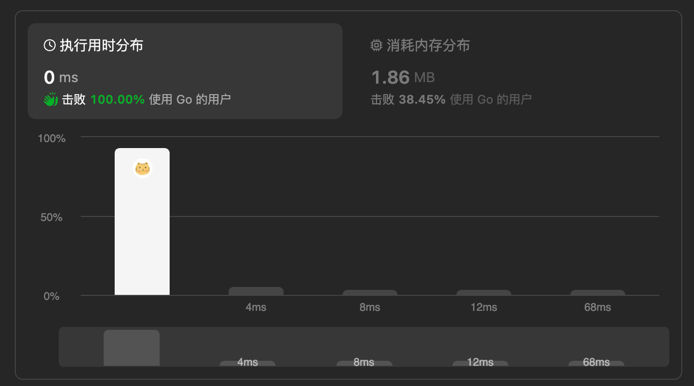 执行用时分布
0 ms
击败 100.00% 使用 Go 的用户
消耗内存分布
1.86 MB
击败 38.45% 使用 Go 的用户
100%
50%
0%
4ms 8ms 12ms 68ms
4ms 8ms 12ms 68ms